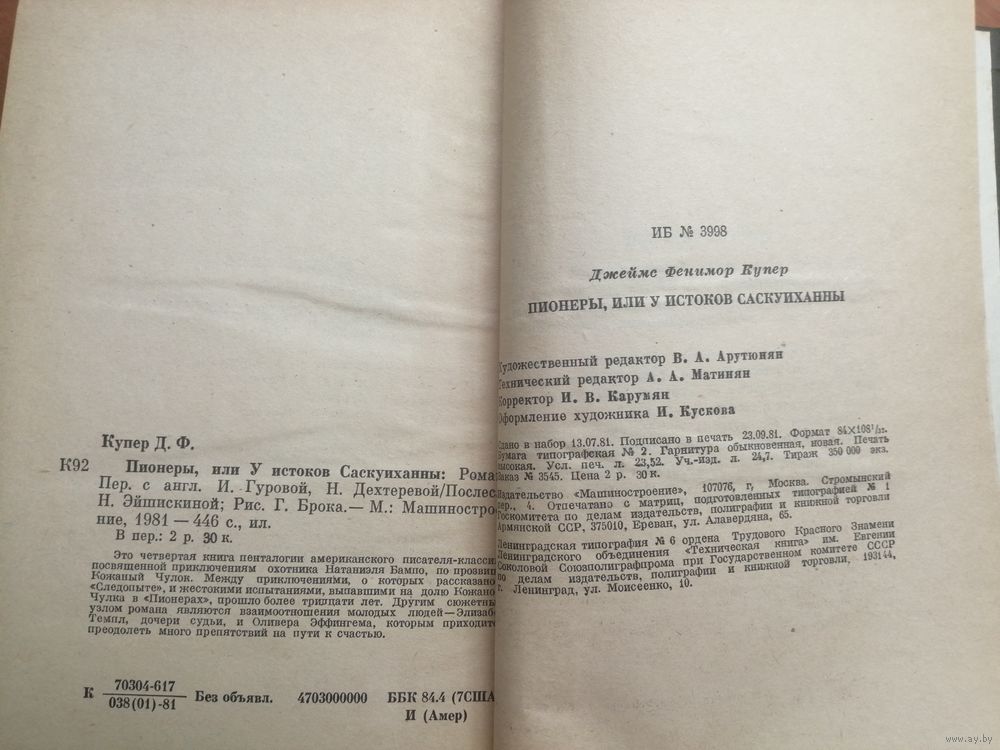 Купер Д. Ф.
К92
Пионеры, или У истоков Саскуиханны: Рома
Пер. с англ. И. Гуровой, Н. Дехтеревой/Послес
Н. Эйшискиной; Рис. Г. Брока.— М.: Машиностро
ние, 1981 — 446 с., ил.
В пер.: 2 р. 30 к.
Это четвертая книга пенталогии американского писателя-класси
посвященной приключениям охотника Натаниэля Бампо, по прозвищ
Кожаный Чулок. Между приключениями, о которых рассказано
«Следопыте», и жестокими испытаниями, выпавшими на долю Кожано
Чулка в «Пионерах», прошло более тридцати лет. Другим сюжетны
узлом романа являются взаимоотношения молодых людей — Элизаб
Темпл, дочери судьи, и Оливера Эффингема, которым приходит
преодолеть много препятствий на пути к счастью.
К 70304-617
038(01)-81 Без объявл. 4703000000 ББК 84.4 (7США
И (Амер)
ИБ № 3998
Джеймс Фенимор Купер
ПИОНЕРЫ, ИЛИ У ИСТОКОВ САСКУИХАННЫ
Художественный редактор В. А. Арутюнян
Технический редактор А. А. Матинян
Корректор И. В. Карумян
Оформление художника И. Кускова
Сдано в набор 13.07.81. Подписано в печать 23.09.81. Формат 84×108¹/₃₂.
Бумага типографская № 2. Гарнитура обыкновенная, новая. Печать
высокая. Усл. печ. л. 23,52. Уч.-изд. л. 24,7. Тираж 350 000 экз.
Заказ № 3545. Цена 2 р. 30 к.
Издательство «Машиностроение», 107076, г. Москва. Стромынский
пер., 4. Отпечатано с матриц, подготовленных типографией № 1
Госкомитета по делам издательств, полиграфии и книжной торговли
Армянской ССР, 375010, Ереван, ул. Алавердяна, 65.
Ленинградская типография № 6 ордена Трудового Красного Знамени
Ленинградского объединения «Техническая книга» им. Евгении
Соколовой Союзполиграфпрома при Государственном комитете СССР
по делам издательств, полиграфии и книжной торговли, 193144,
г. Ленинград, ул. Моисеенко, 10.
www.ay.by